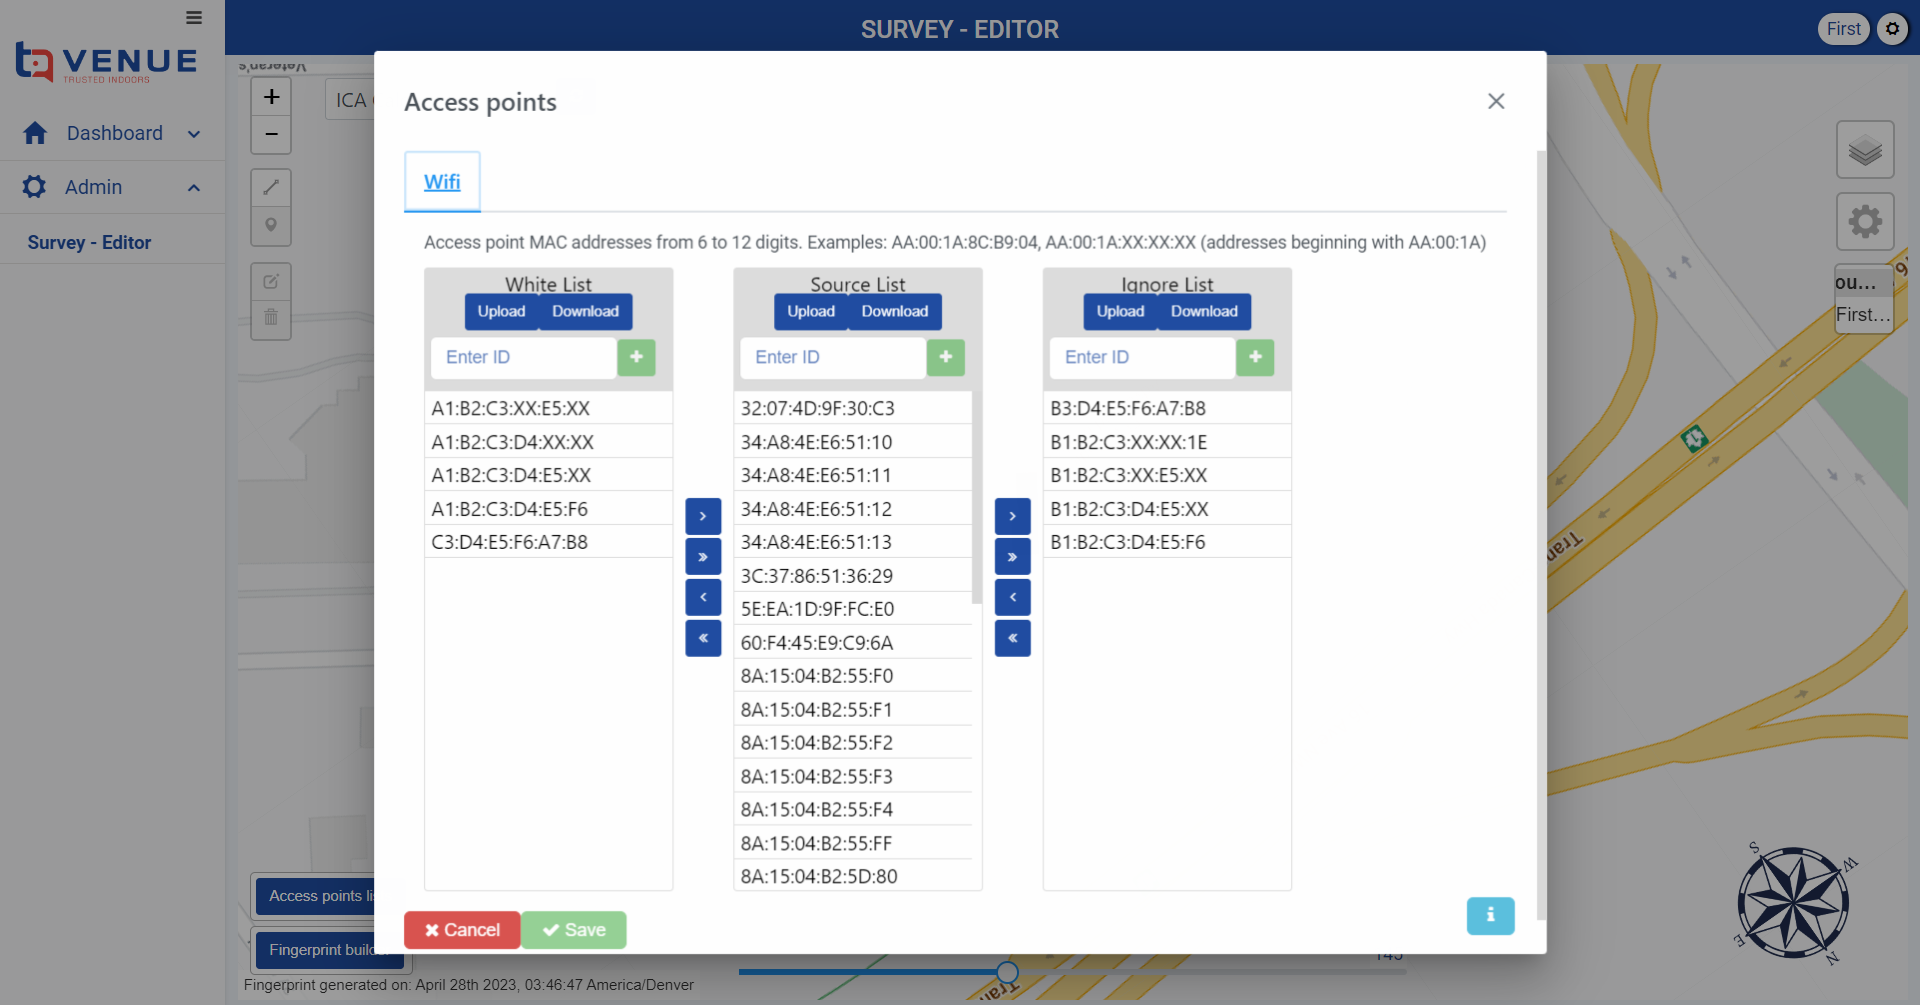 VENUE
TRUSTED INDOORS
Dashboard
Admin
Survey - Editor
SURVEY - EDITOR
First
Veteran's
+
−
ICA
Access points
Wifi
Access point MAC addresses from 6 to 12 digits. Examples: AA:00:1A:8C:B9:04, AA:00:1A:XX:XX:XX (addresses beginning with AA:00:1A)
White List
Upload Download
Enter ID +
A1:B2:C3:XX:E5:XX
A1:B2:C3:D4:XX:XX
A1:B2:C3:D4:E5:XX
A1:B2:C3:D4:E5:F6
C3:D4:E5:F6:A7:B8
›
»
‹
«
Source List
Upload Download
Enter ID +
32:07:4D:9F:30:C3
34:A8:4E:E6:51:10
34:A8:4E:E6:51:11
34:A8:4E:E6:51:12
34:A8:4E:E6:51:13
3C:37:86:51:36:29
5E:EA:1D:9F:FC:E0
60:F4:45:E9:C9:6A
8A:15:04:B2:55:F0
8A:15:04:B2:55:F1
8A:15:04:B2:55:F2
8A:15:04:B2:55:F3
8A:15:04:B2:55:F4
8A:15:04:B2:55:FF
8A:15:04:B2:5D:80
›
»
‹
«
Ignore List
Upload Download
Enter ID +
B3:D4:E5:F6:A7:B8
B1:B2:C3:XX:XX:1E
B1:B2:C3:XX:E5:XX
B1:B2:C3:D4:E5:XX
B1:B2:C3:D4:E5:F6
Cancel
Save
i
ou...
First...
Tran
Tran
S
W
E
N
Access points li
Fingerprint build
145
Fingerprint generated on: April 28th 2023, 03:46:47 America/Denver